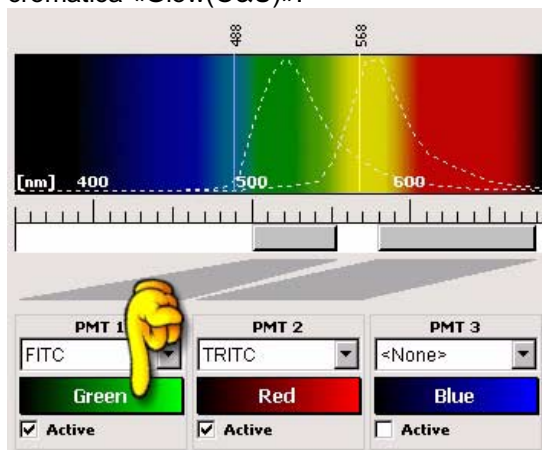 cromatica «Glow(O&U)».
488 568
[nm] 400 500 600
PMT 1 PMT 2 PMT 3
FITC TRITC <None>
Green Red Blue
Active Active Active